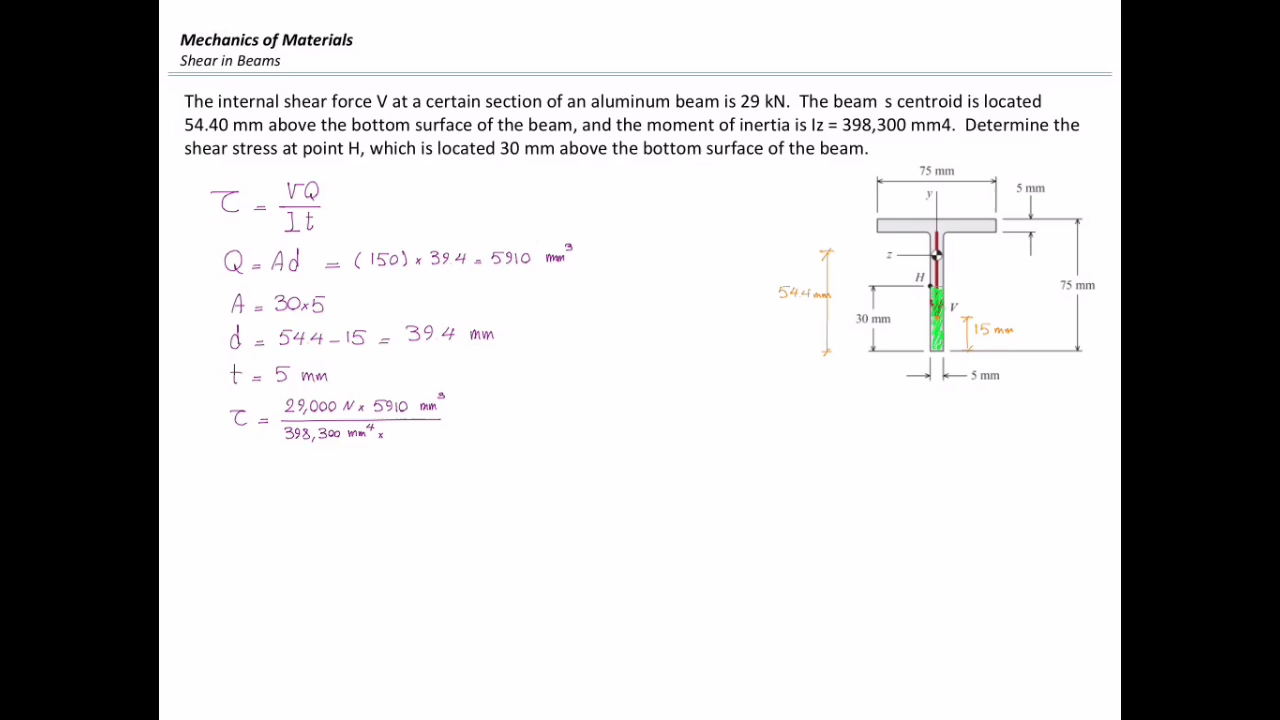 Mechanics of Materials
Shear in Beams
The internal shear force V at a certain section of an aluminum beam is 29 kN. The beam s centroid is located
54.40 mm above the bottom surface of the beam, and the moment of inertia is Iz = 398,300 mm4. Determine the
shear stress at point H, which is located 30 mm above the bottom surface of the beam.
τ = VQ / It
Q = Ad = (150) × 39.4 = 5910 mm³
A = 30×5
d = 54.4 - 15 = 39.4 mm
t = 5 mm
τ = 29,000 N × 5910 mm³ / 398,300 mm⁴ ×
75 mm
5 mm
y
z
H
54.4 mm
75 mm
30 mm
V
15 mm
5 mm